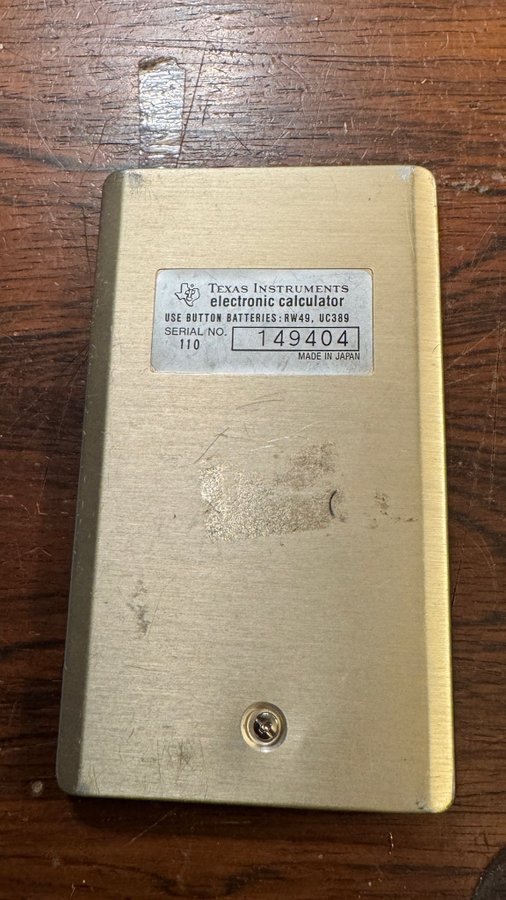 TEXAS INSTRUMENTS
electronic calculator
USE BUTTON BATTERIES: RW49, UC389
SERIAL NO. 149404
110
MADE IN JAPAN